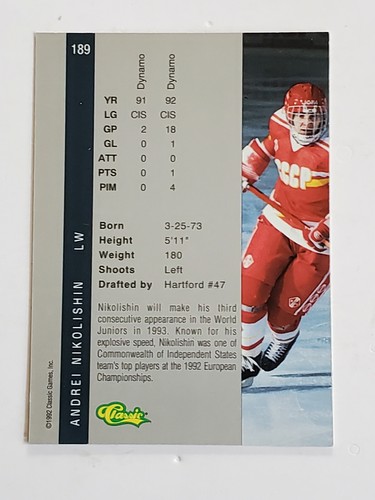 189
ANDREI NIKOLISHIN LW
©1992 Classic Games, Inc.
Dynamo Dynamo
YR 91 92
LG CIS CIS
GP 2 18
GL 0 1
ATT 0 0
PTS 0 1
PIM 0 4
Born 3-25-73
Height 5'11"
Weight 180
Shoots Left
Drafted by Hartford #47
Nikolishin will make his third
consecutive appearance in the World
Juniors in 1993. Known for his
explosive speed, Nikolishin was one of
Commonwealth of Independent States
team's top players at the 1992 European
Championships.
Classic
CCCP